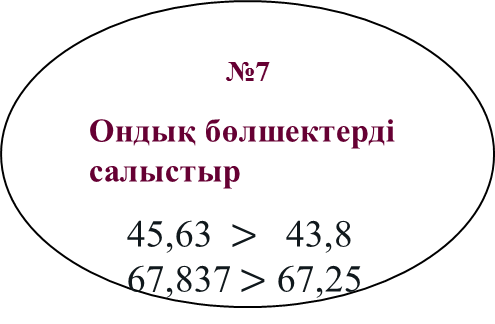 №7
Ондық бөлшектерді
салыстыр
45,63 > 43,8
67,837 > 67,25